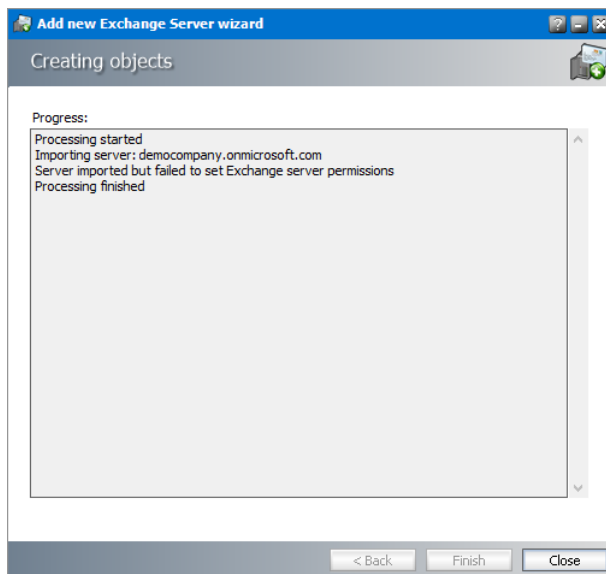 Add new Exchange Server wizard
Creating objects
Progress:
Processing started
Importing server: democompany.onmicrosoft.com
Server imported but failed to set Exchange server permissions
Processing finished
< Back
Finish
Close